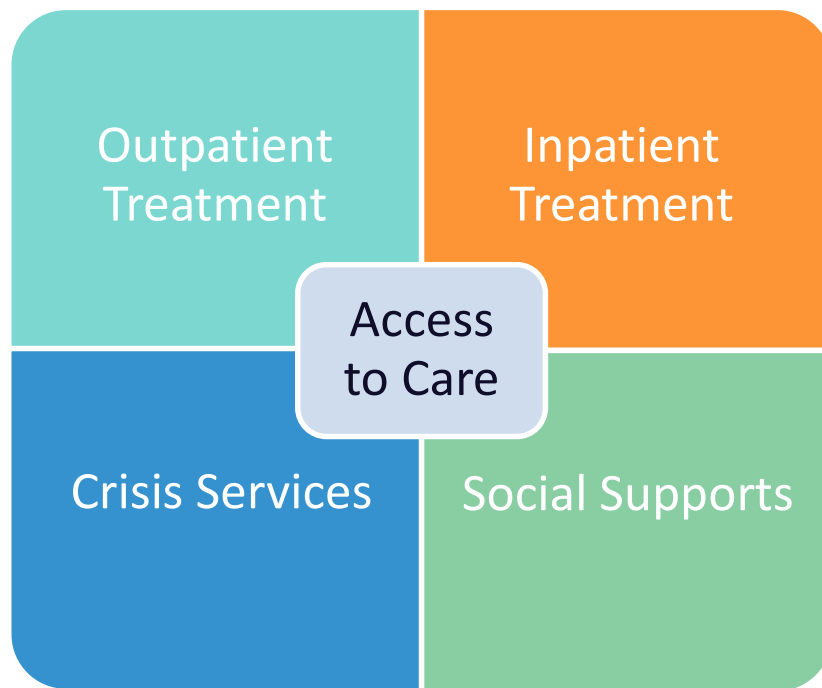 Outpatient
Treatment
Inpatient
Treatment
Access
to Care
Crisis Services
Social Supports